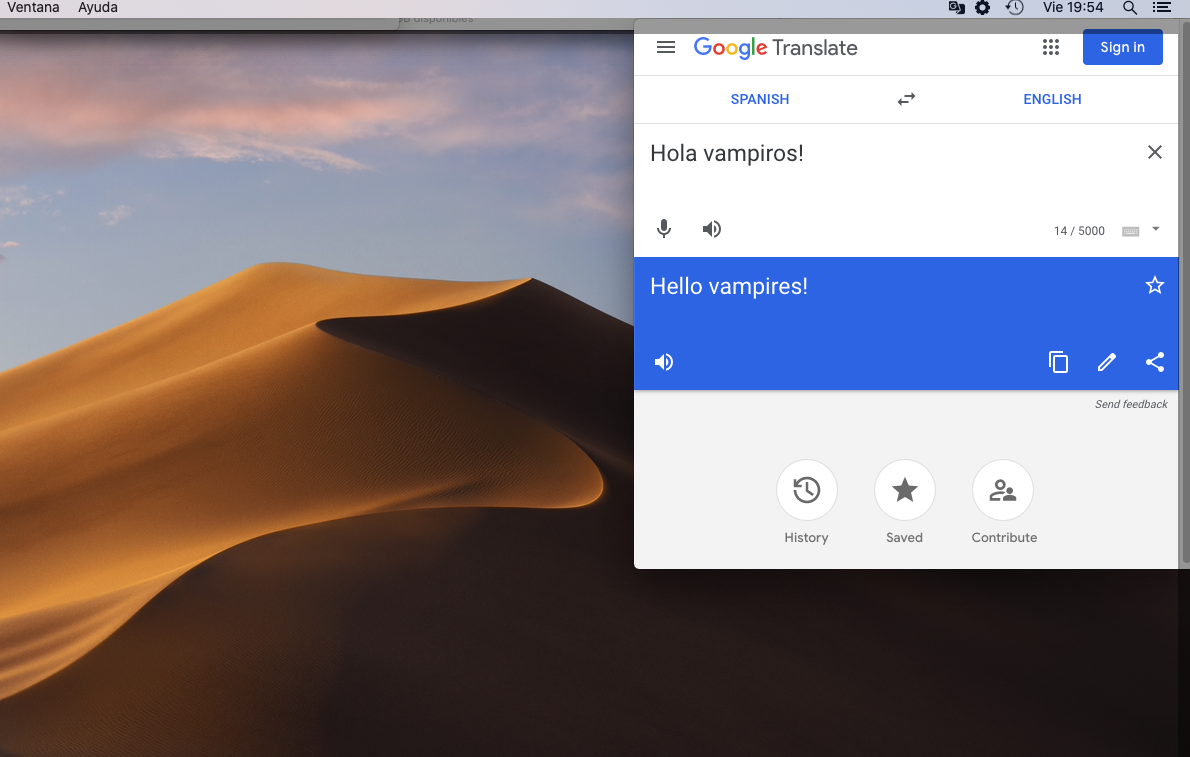 Ventana Ayuda Vie 19:54
disponibles
Google Translate Sign in
SPANISH ENGLISH
Hola vampiros!
14 / 5000
Hello vampires!
Send feedback
History Saved Contribute